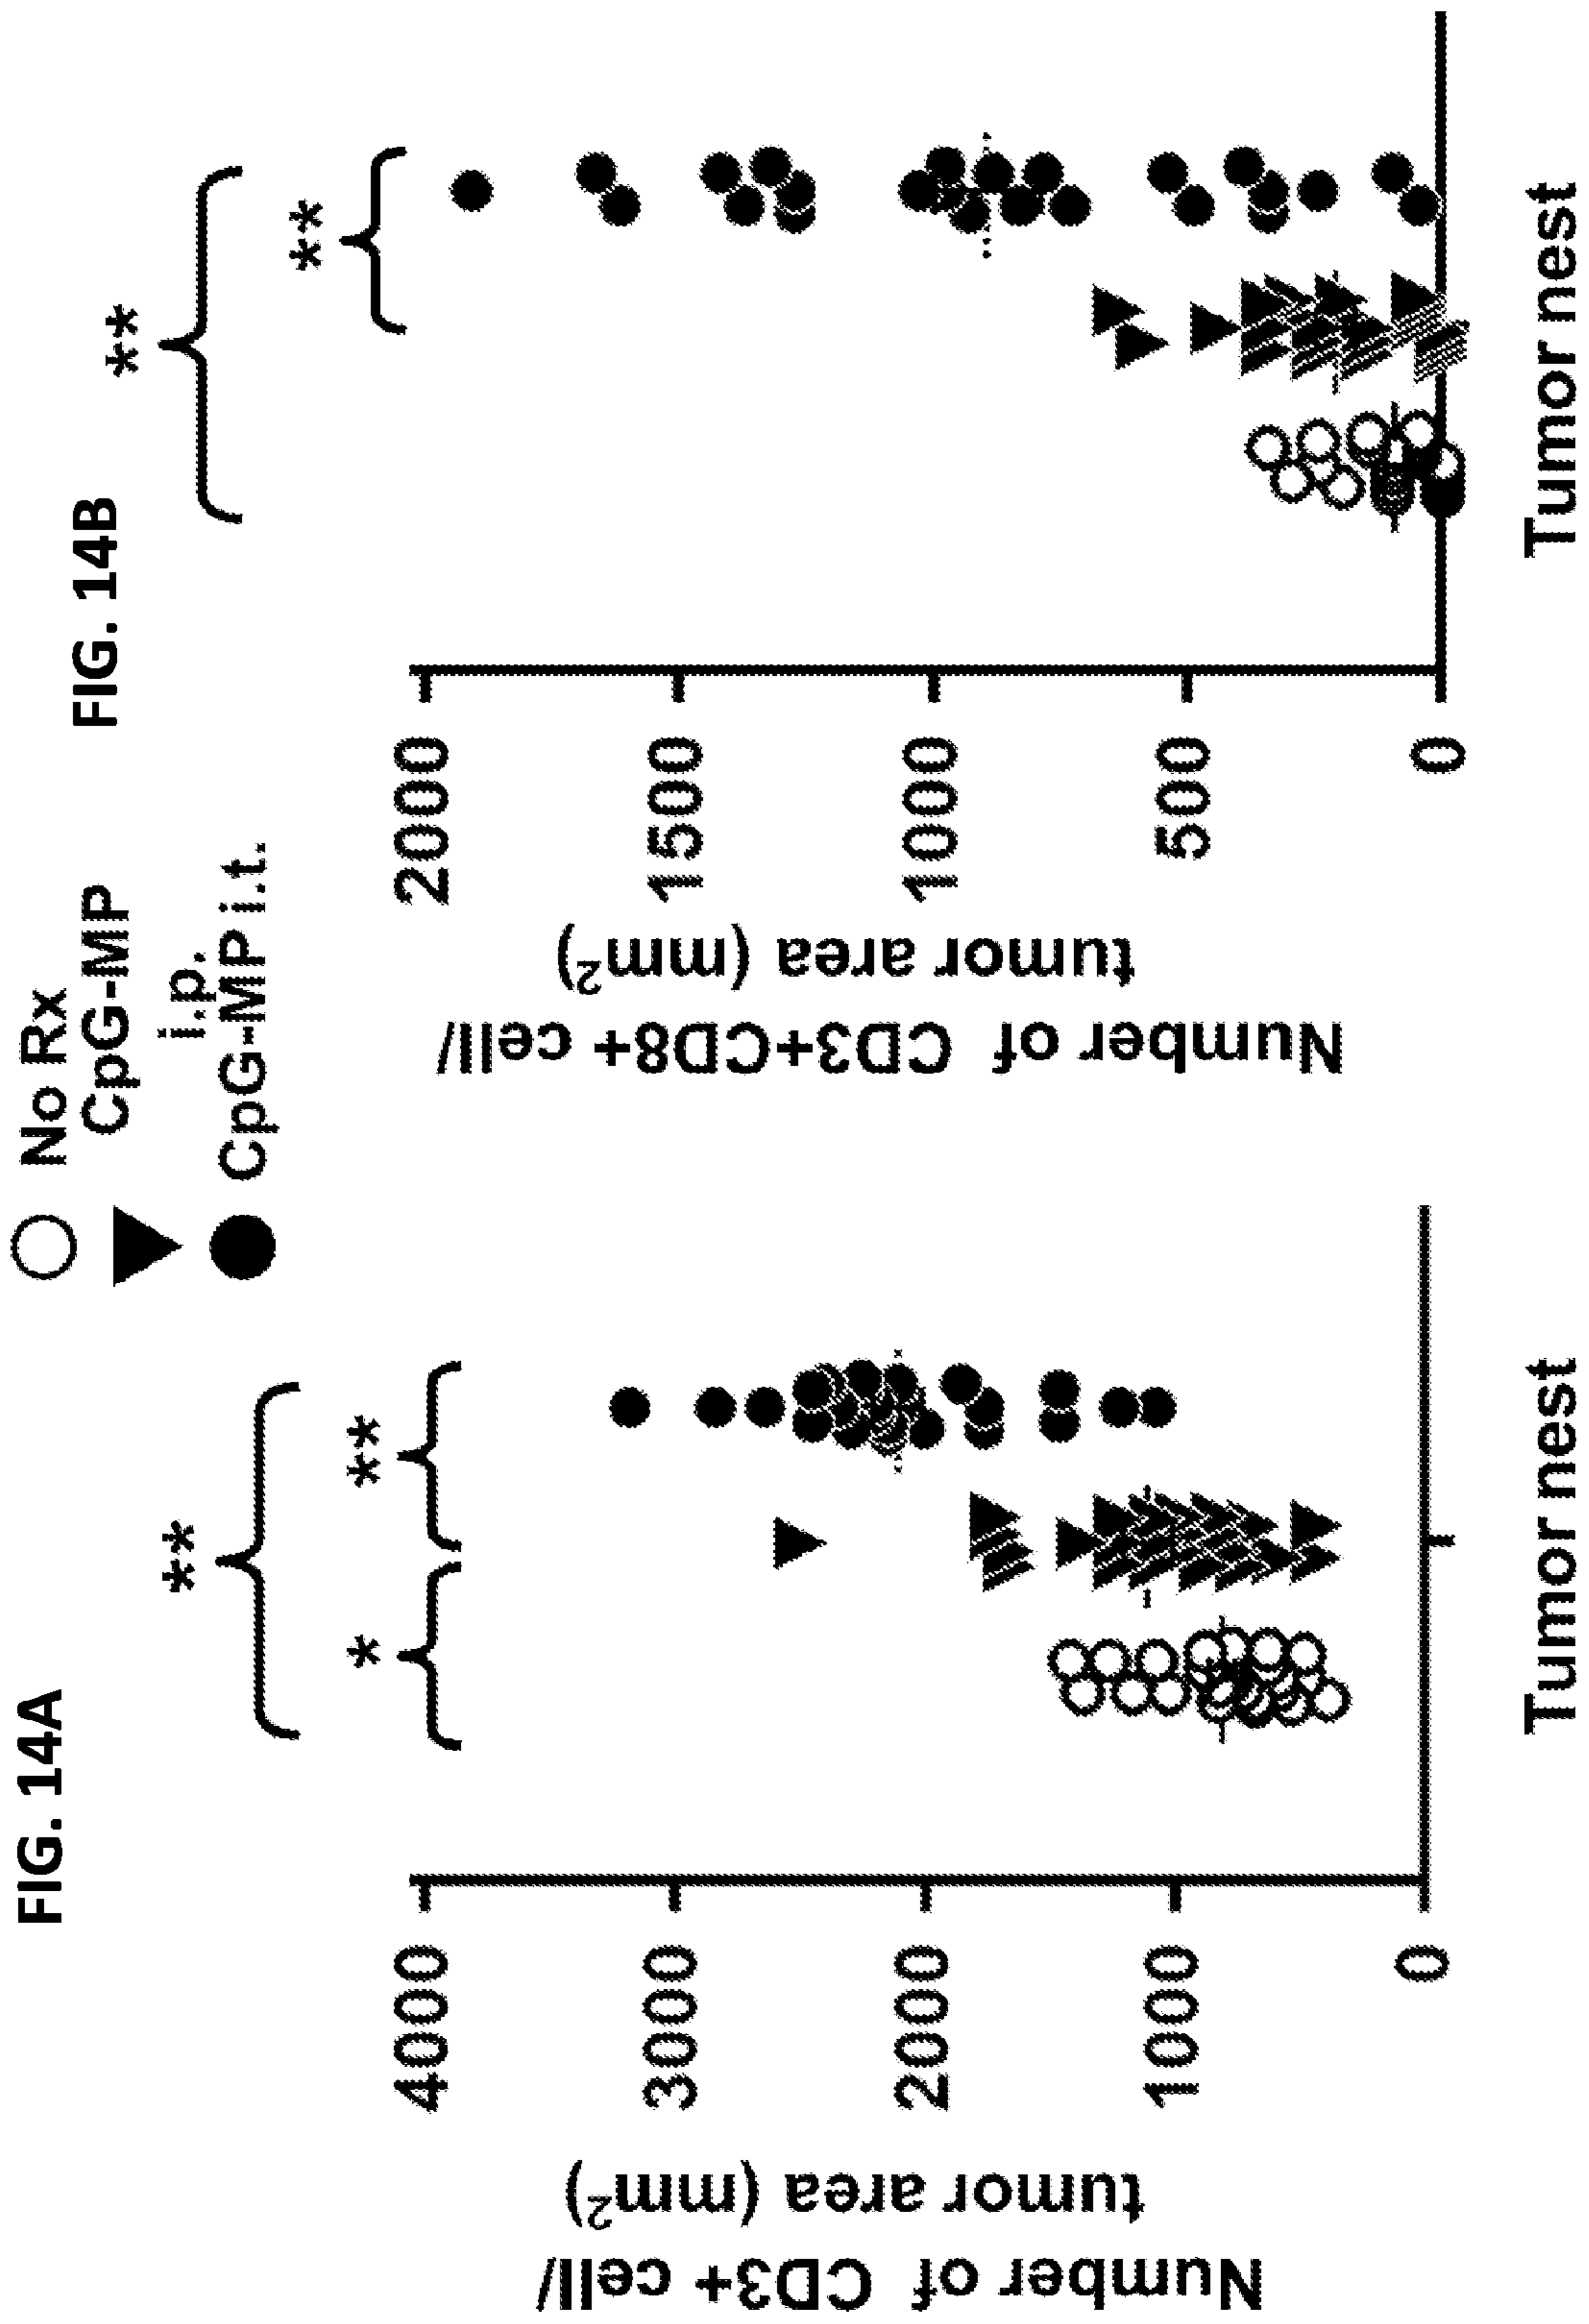 FIG. 14A
**
*
**
4000
3000
2000
1000
0
Number of CD3+ cell/
tumor area (mm²)
Tumor nest
No Rx
CpG-MP
i.p.
CpG-MP i.t.
FIG. 14B
**
**
2000
1500
1000
500
0
Number of CD3+CD8+ cell/
tumor area (mm²)
Tumor nest